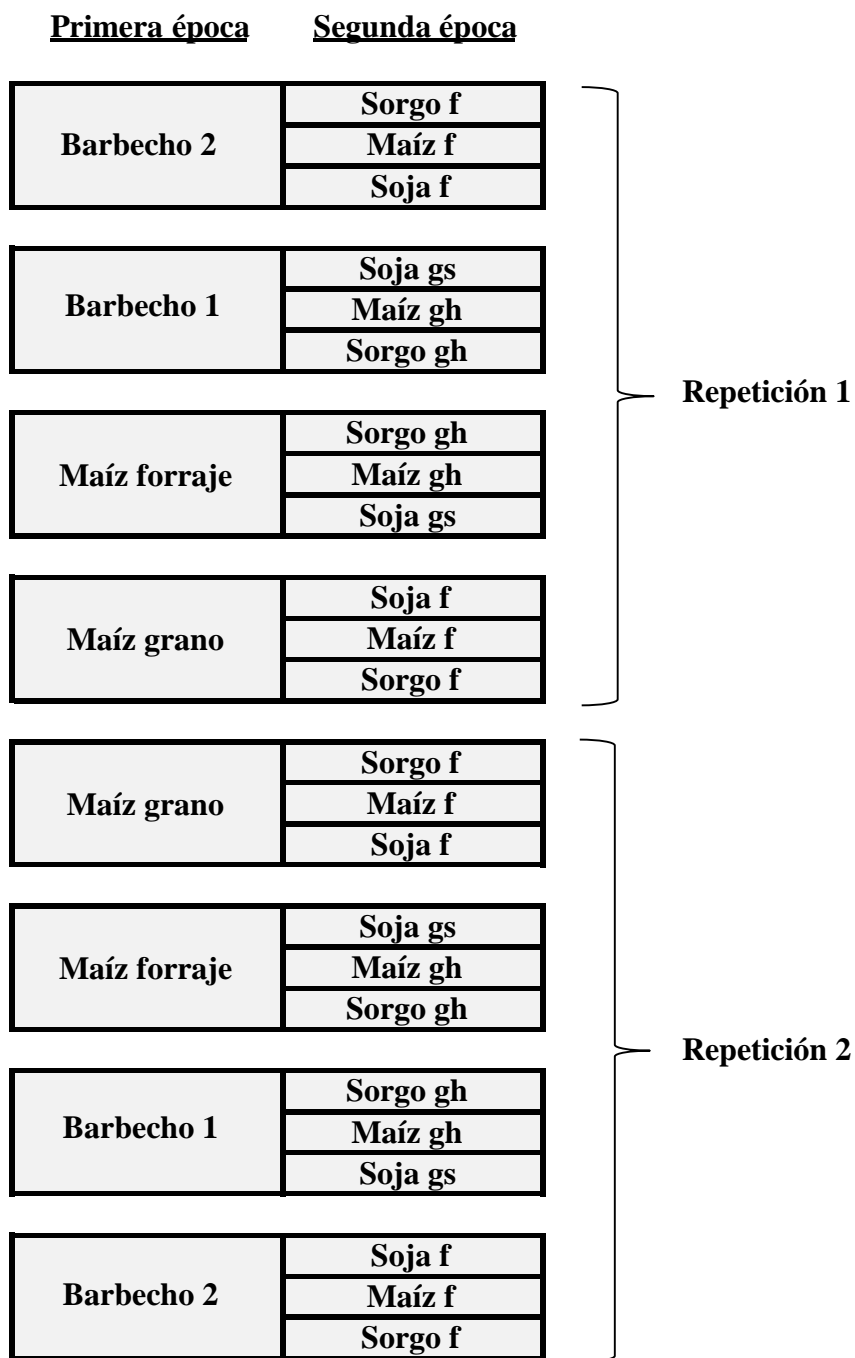 Primera época Segunda época
Sorgo f
Barbecho 2 Maíz f
Soja f
Soja gs
Barbecho 1 Maíz gh
Sorgo gh
Repetición 1
Sorgo gh
Maíz forraje Maíz gh
Soja gs
Soja f
Maíz grano Maíz f
Sorgo f
Sorgo f
Maíz grano Maíz f
Soja f
Soja gs
Maíz forraje Maíz gh
Sorgo gh
Repetición 2
Sorgo gh
Barbecho 1 Maíz gh
Soja gs
Soja f
Barbecho 2 Maíz f
Sorgo f